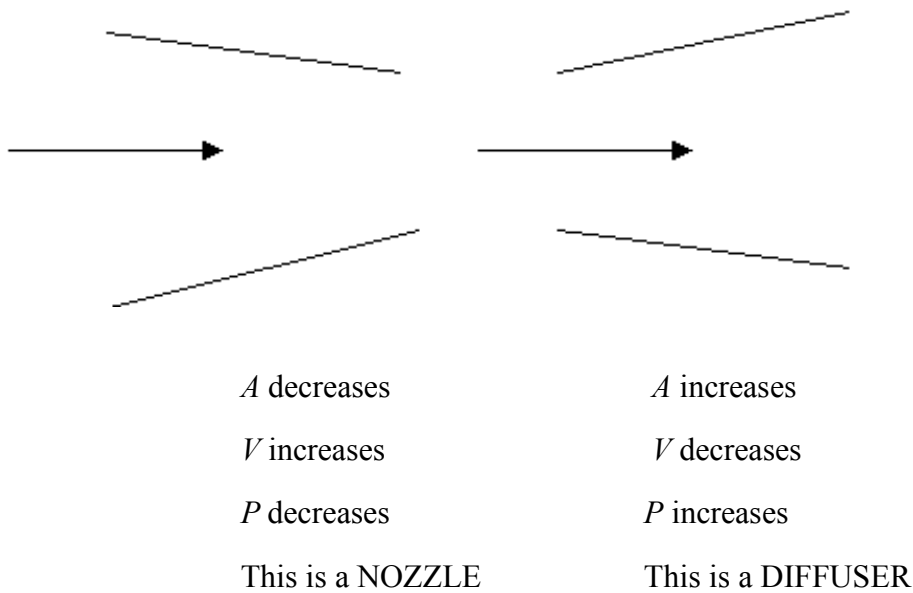 A decreases
V increases
P decreases
This is a NOZZLE
A increases
V decreases
P increases
This is a DIFFUSER